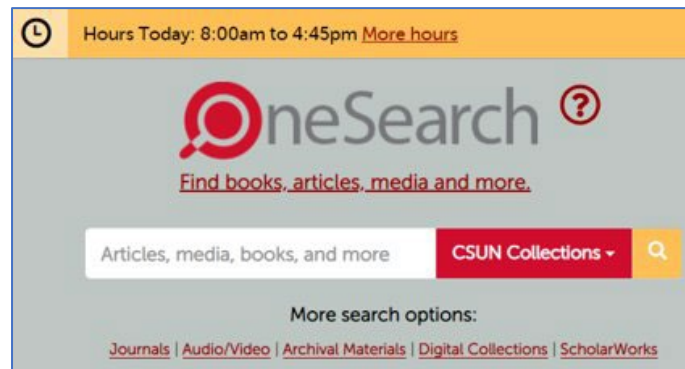 Hours Today: 8:00am to 4:45pm More hours
OneSearch ?
Find books, articles, media and more.
Articles, media, books, and more CSUN Collections
More search options:
Journals | Audio/Video | Archival Materials | Digital Collections | ScholarWorks